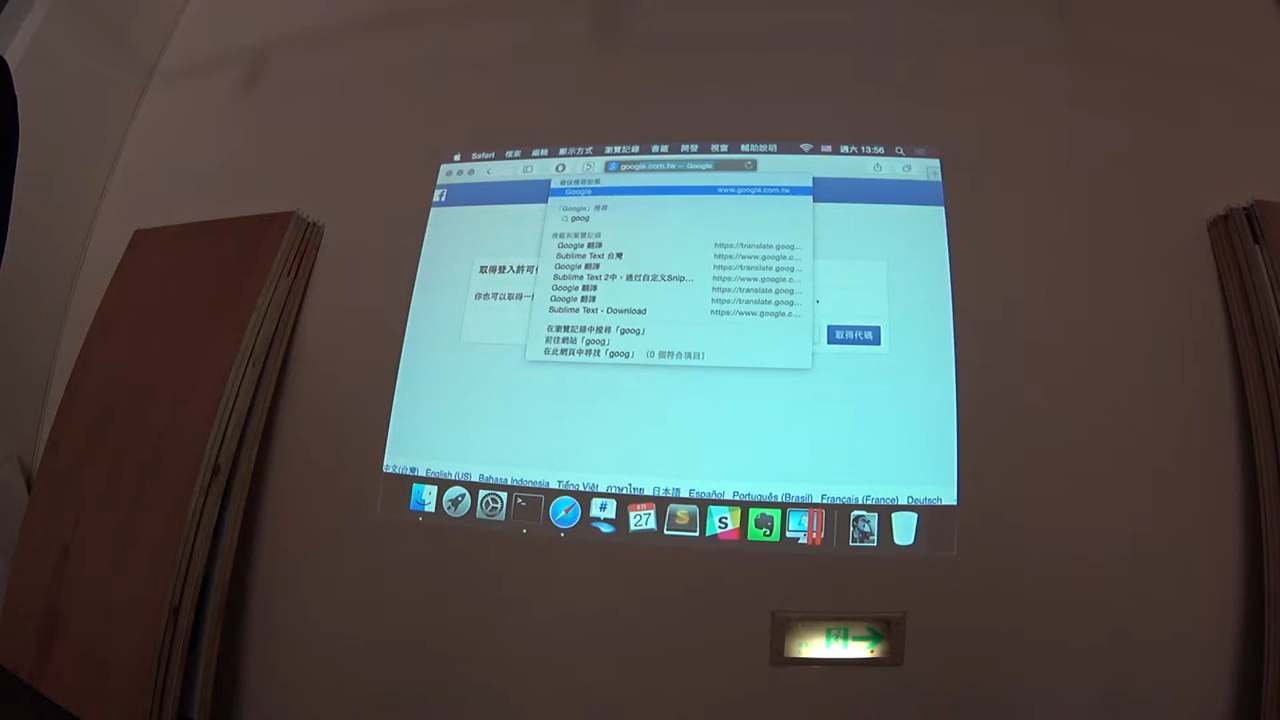 Safari 檔案 編輯 顯示方式 瀏覽記錄 書籤 開發 視窗 輔助說明 週六 13:56
google.com.tw — Google
f
最佳搜尋結果
Google www.google.com.tw
「Google」搜尋
goog
書籤和瀏覽記錄
Google 翻譯 https://translate.goog...
Sublime Text 台灣 https://www.google.c...
Google 翻譯 https://translate.goog...
Sublime Text 2中，通过自定义Snip... https://www.google.c...
Google 翻譯 https://translate.goog...
Google 翻譯 https://translate.goog...
Sublime Text - Download https://www.google.c...
在瀏覽記錄中搜尋「goog」
前往網站「goog」
在此網頁中尋找「goog」 （0 個符合項目）
取得登入許可
你也可以取得一
取得代碼
中文(台灣) English (US) Bahasa Indonesia Tiếng Việt ภาษาไทย 日本語 Español Português (Brasil) Français (France) Deutsch
27
S
S